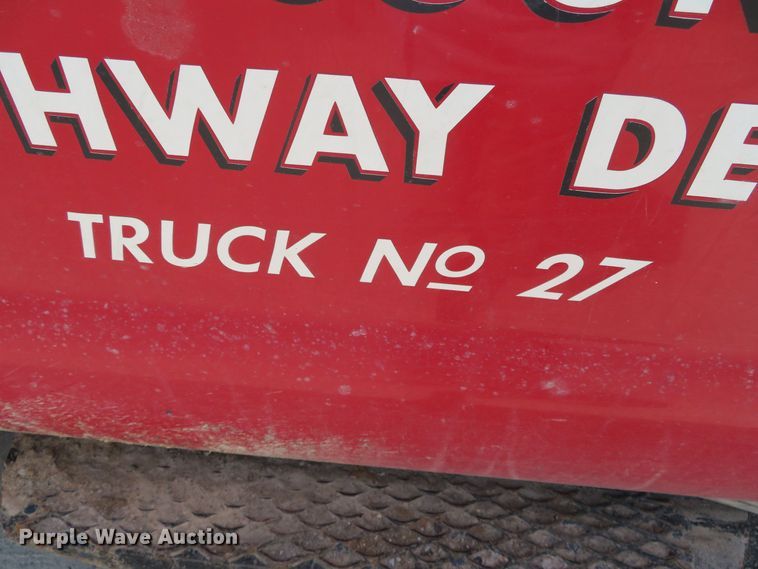 HWAY DE
TRUCK No 27
Purple Wave Auction